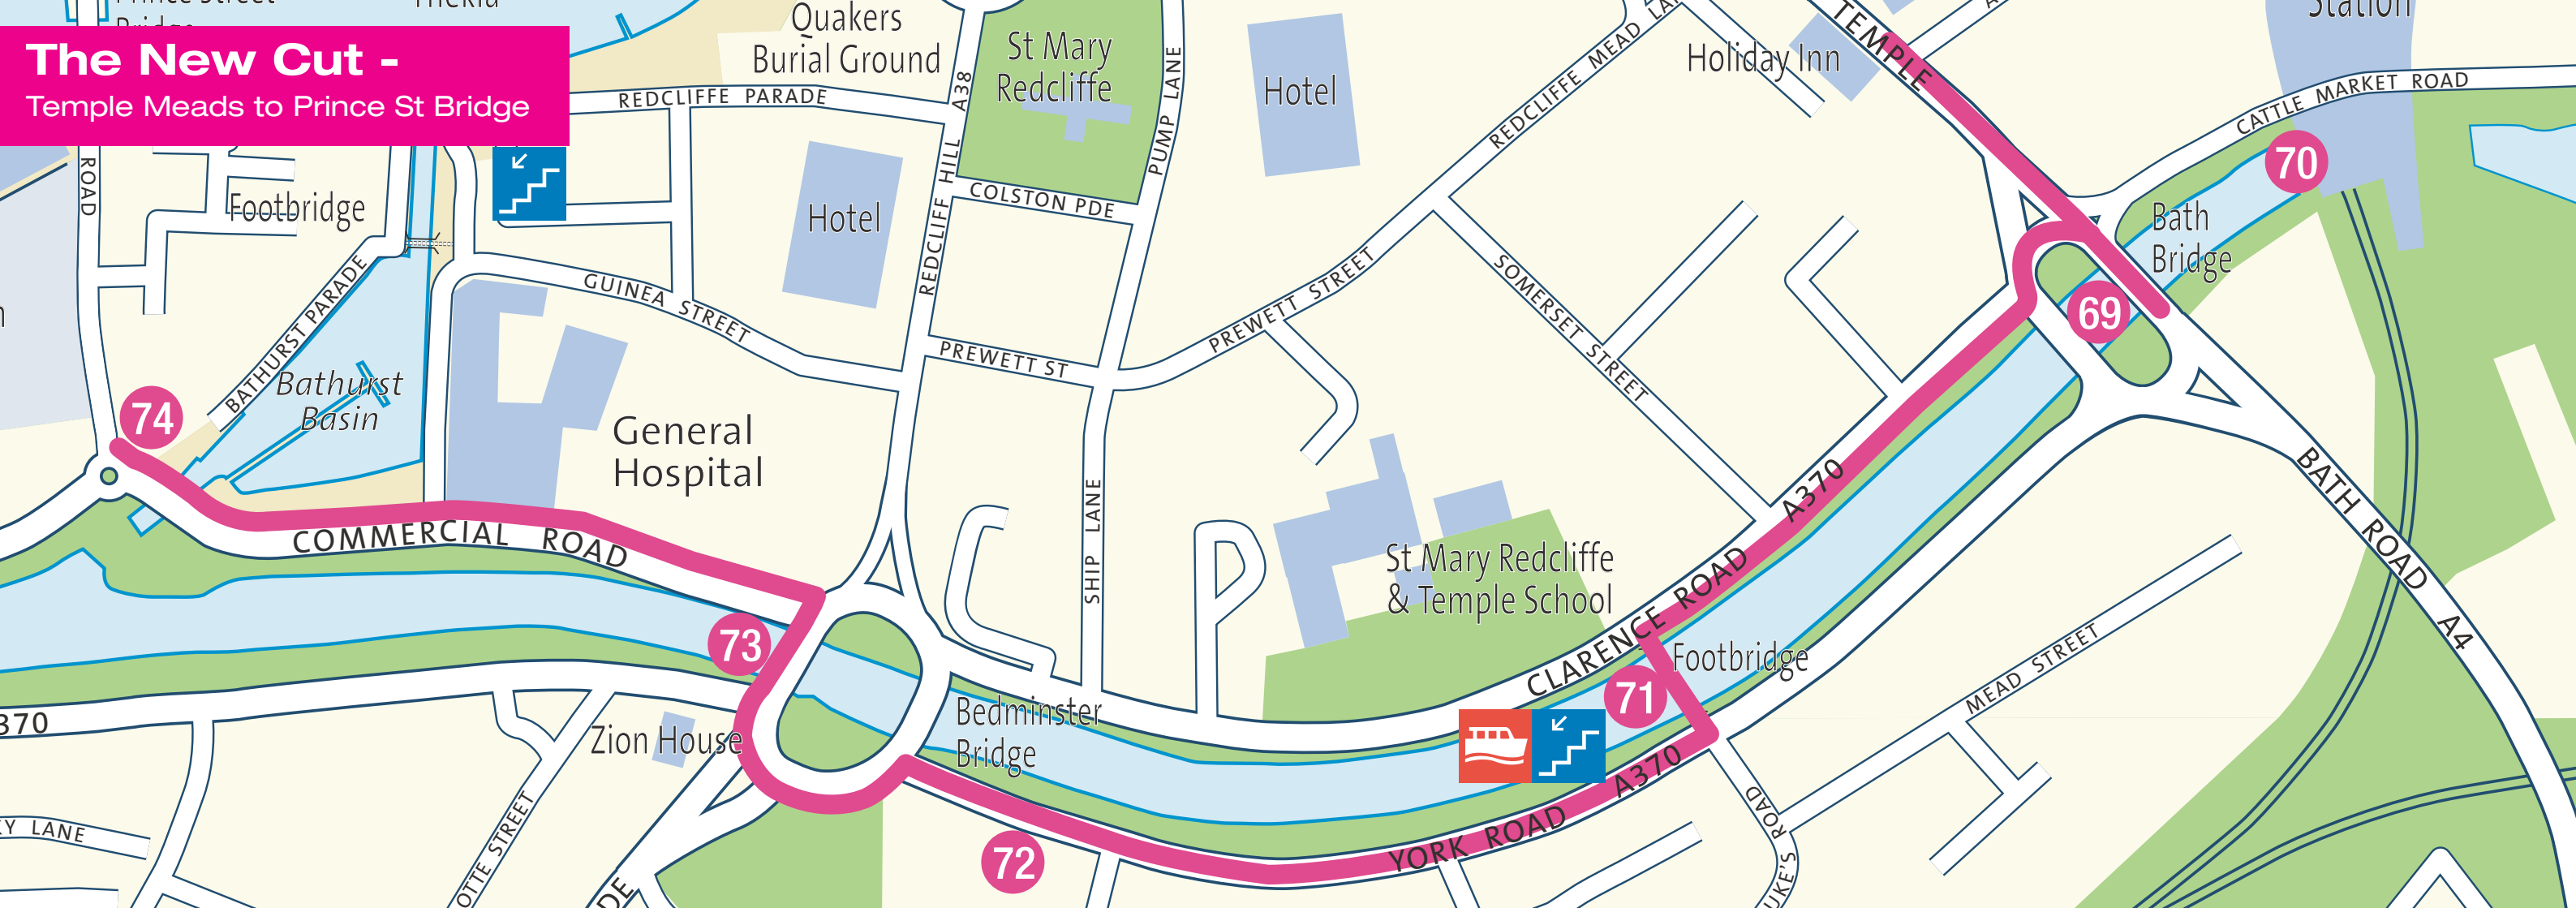 The New Cut -
Temple Meads to Prince St Bridge
Quakers
Burial Ground
St Mary
Redcliffe
Hotel
Holiday Inn
TEMPLE
CATTLE MARKET ROAD
REDCLIFFE PARADE
A38
REDCLIFF HILL
PUMP LANE
REDCLIFFE MEAD
70
ROAD
Footbridge
COLSTON PDE
Hotel
Bath
Bridge
69
GUINEA STREET
PREWETT STREET
SOMERSET STREET
PREWETT ST
BATHURST PARADE
Bathurst
Basin
74
General
Hospital
BATH ROAD A4
A370
SHIP LANE
COMMERCIAL ROAD
St Mary Redcliffe
& Temple School
CLARENCE ROAD
Footbridge
MEAD STREET
73
71
Zion House
Bedminster
Bridge
YORK ROAD A370
ROAD
LANE
72